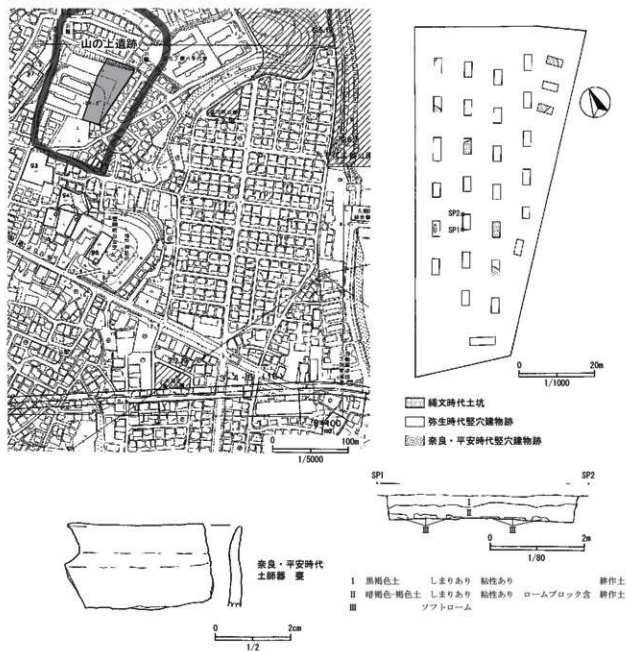 山の上遺跡
0 100m
1/5000
SP2
SP1
0 20m
1/1000
縄文時代土坑
弥生時代竪穴建物跡
奈良・平安時代竪穴建物跡
SP1 SP2
I
II
III III
0 2m
1/80
奈良・平安時代
土師器 甕
0 2cm
1/2
I 黒褐色土 しまりあり 粘性あり 耕作土
II 暗褐色-褐色土 しまりあり 粘性あり ロームブロック含 耕作土
III ソフトローム